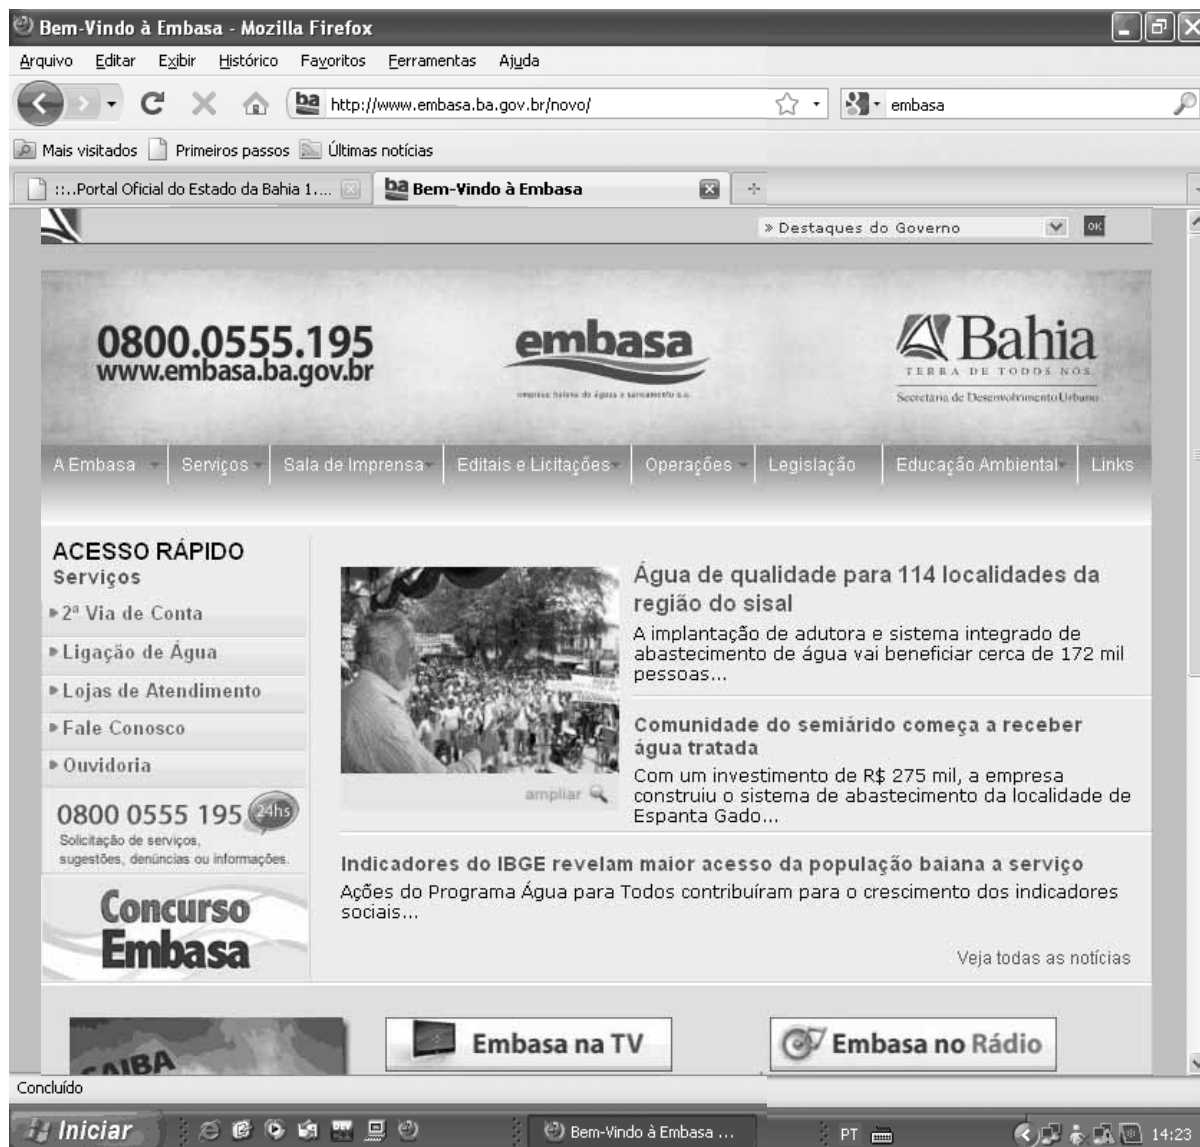 Bem-Vindo à Embasa - Mozilla Firefox
Arquivo Editar Exibir Histórico Favoritos Ferramentas Ajuda
ba http://www.embasa.ba.gov.br/novo/ embasa
Mais visitados Primeiros passos Últimas notícias
::..Portal Oficial do Estado da Bahia 1.... ba Bem-Vindo à Embasa
» Destaques do Governo OK
0800.0555.195
www.embasa.ba.gov.br
embasa
empresa baiana de águas e saneamento s.a.
Bahia
TERRA DE TODOS NÓS
Secretaria de Desenvolvimento Urbano
A Embasa Serviços Sala de Imprensa Editais e Licitações Operações Legislação Educação Ambiental Links
ACESSO RÁPIDO
Serviços
2ª Via de Conta
Ligação de Água
Lojas de Atendimento
Fale Conosco
Ouvidoria
0800 0555 195 24hs
Solicitação de serviços,
sugestões, denúncias ou informações.
Concurso
Embasa
ampliar
Água de qualidade para 114 localidades da
região do sisal
A implantação de adutora e sistema integrado de
abastecimento de água vai beneficiar cerca de 172 mil
pessoas...
Comunidade do semiárido começa a receber
água tratada
Com um investimento de R$ 275 mil, a empresa
construiu o sistema de abastecimento da localidade de
Espanta Gado...
Indicadores do IBGE revelam maior acesso da população baiana a serviço
Ações do Programa Água para Todos contribuíram para o crescimento dos indicadores
sociais...
Veja todas as notícias
SAIBA
Embasa na TV
Embasa no Rádio
Concluído
Iniciar DEV Bem-Vindo à Embasa ... PT 14:23